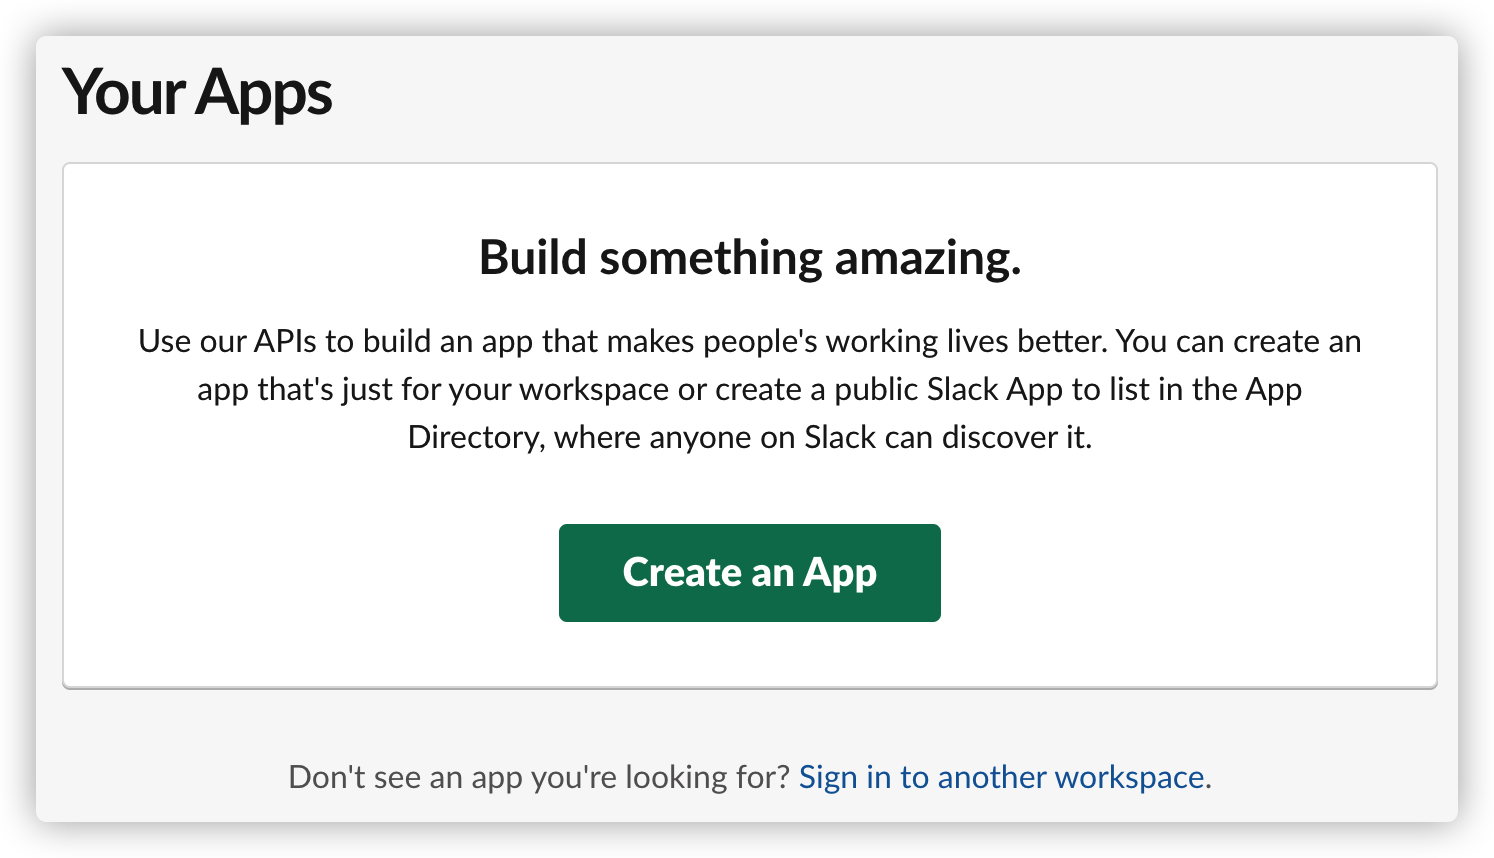 Your Apps
Build something amazing.
Use our APIs to build an app that makes people's working lives better. You can create an
app that's just for your workspace or create a public Slack App to list in the App
Directory, where anyone on Slack can discover it.
Create an App
Don't see an app you're looking for? Sign in to another workspace.